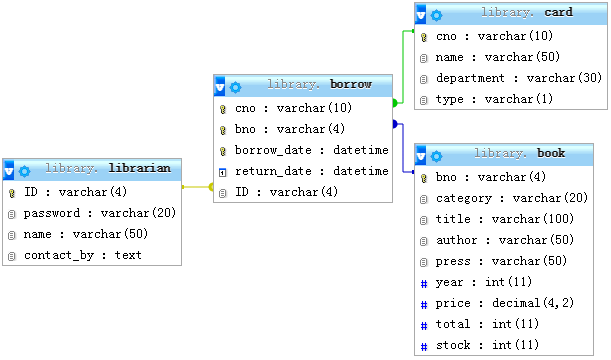 library. card
cno : varchar(10)
name : varchar(50)
department : varchar(30)
type : varchar(1)
library. borrow
cno : varchar(10)
bno : varchar(4)
borrow_date : datetime
return_date : datetime
ID : varchar(4)
library. librarian
ID : varchar(4)
password : varchar(20)
name : varchar(50)
contact_by : text
library. book
bno : varchar(4)
category : varchar(20)
title : varchar(100)
author : varchar(50)
press : varchar(50)
# year : int(11)
# price : decimal(4,2)
# total : int(11)
# stock : int(11)